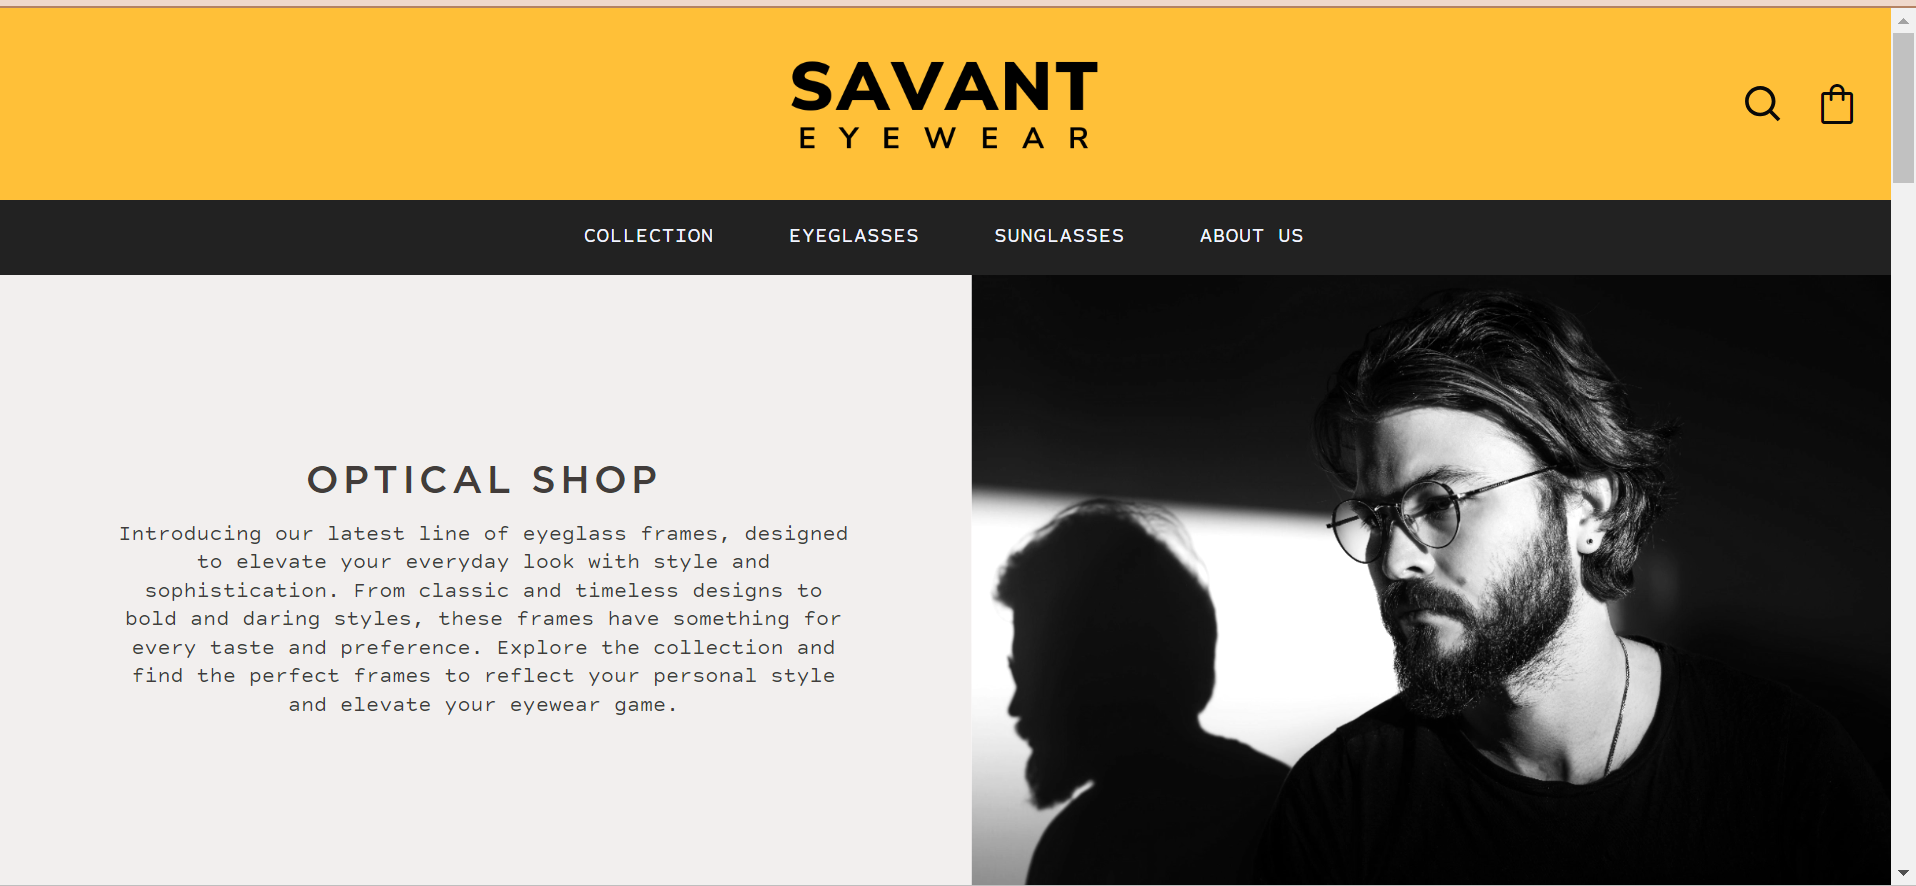 SAVANT
EYEWEAR
COLLECTION EYEGLASSES SUNGLASSES ABOUT US
OPTICAL SHOP
Introducing our latest line of eyeglass frames, designed
to elevate your everyday look with style and
sophistication. From classic and timeless designs to
bold and daring styles, these frames have something for
every taste and preference. Explore the collection and
find the perfect frames to reflect your personal style
and elevate your eyewear game.